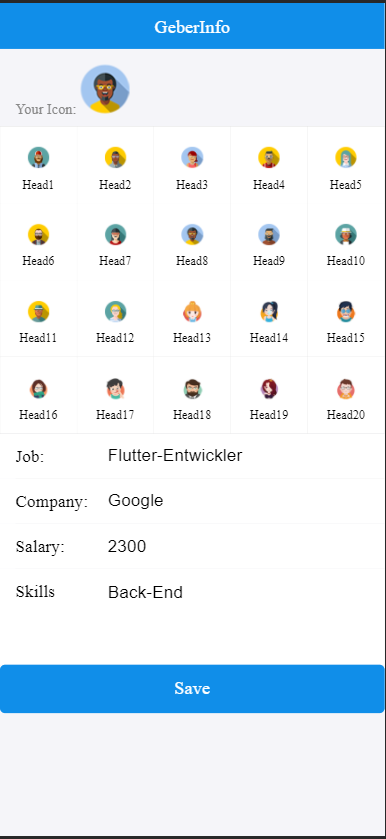 GeberInfo
Your Icon:
Head1 Head2 Head3 Head4 Head5
Head6 Head7 Head8 Head9 Head10
Head11 Head12 Head13 Head14 Head15
Head16 Head17 Head18 Head19 Head20
Job: Flutter-Entwickler
Company: Google
Salary: 2300
Skills Back-End
Save